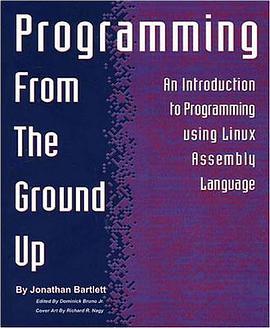 Programming
From
The
Ground
Up
An Introduction
to Programming
using Linux
Assembly
Language
By Jonathan Bartlett
Edited By Dominick Bruno Jr.
Cover Art By Richard R. Nagy